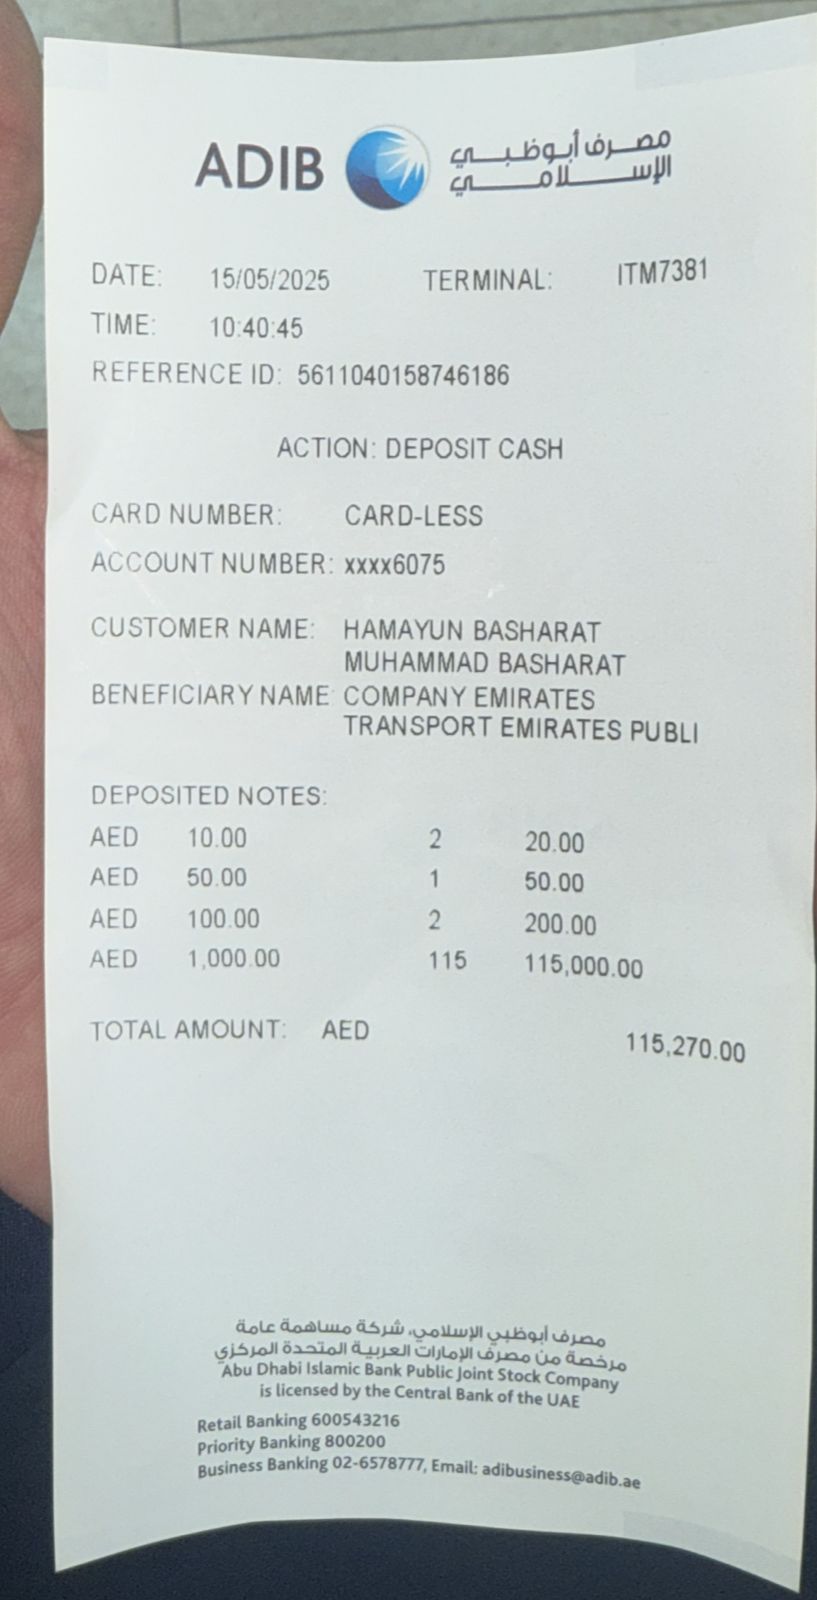 ADIB
مصرف أبوظبي
الإسلامي
DATE: 15/05/2025 TERMINAL: ITM7381
TIME: 10:40:45
REFERENCE ID: 5611040158746186
ACTION: DEPOSIT CASH
CARD NUMBER: CARD-LESS
ACCOUNT NUMBER: xxxx6075
CUSTOMER NAME: HAMAYUN BASHARAT
MUHAMMAD BASHARAT
BENEFICIARY NAME: COMPANY EMIRATES
TRANSPORT EMIRATES PUBLI
DEPOSITED NOTES:
AED 10.00 2 20.00
AED 50.00 1 50.00
AED 100.00 2 200.00
AED 1,000.00 115 115,000.00
TOTAL AMOUNT: AED 115,270.00
مصرف أبوظبي الإسلامي، شركة مساهمة عامة
مرخصة من مصرف الإمارات العربية المتحدة المركزي
Abu Dhabi Islamic Bank Public Joint Stock Company
is licensed by the Central Bank of the UAE
Retail Banking 600543216
Priority Banking 800200
Business Banking 02-6578777, Email: adibusiness@adib.ae